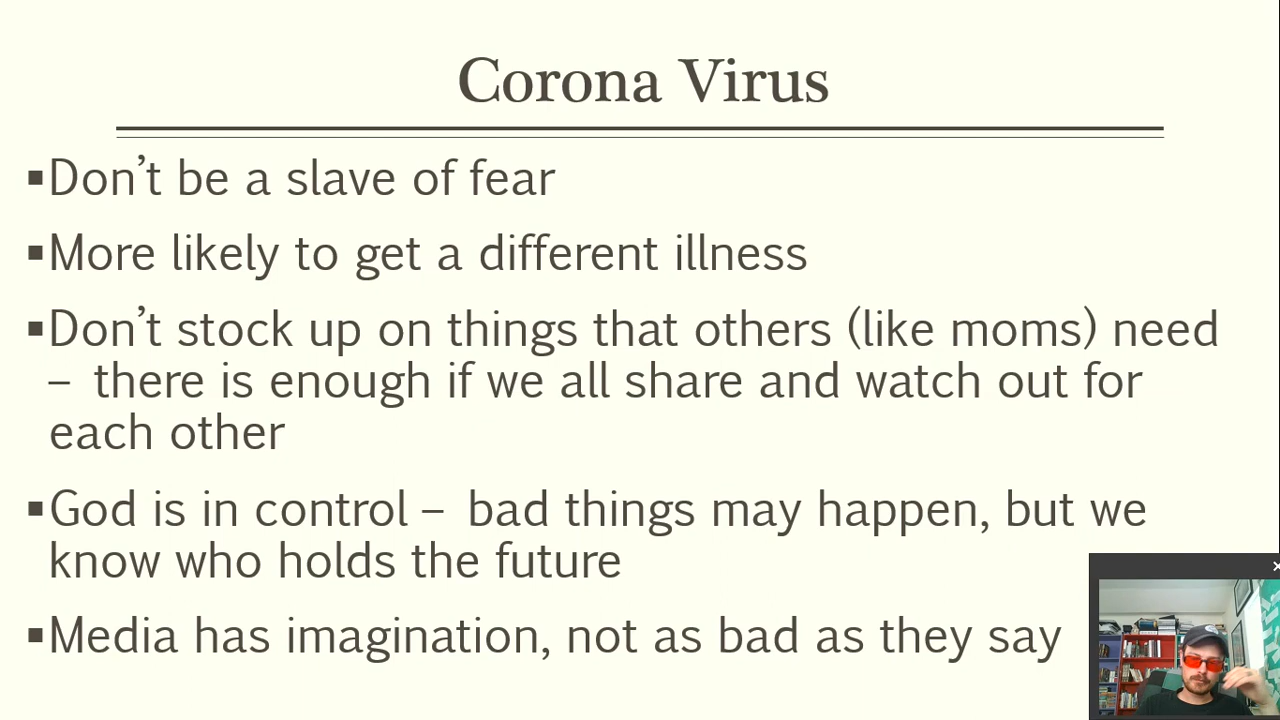 Corona Virus
▪Don’t be a slave of fear
▪More likely to get a different illness
▪Don’t stock up on things that others (like moms) need
– there is enough if we all share and watch out for
each other
▪God is in control – bad things may happen, but we
know who holds the future
▪Media has imagination, not as bad as they say